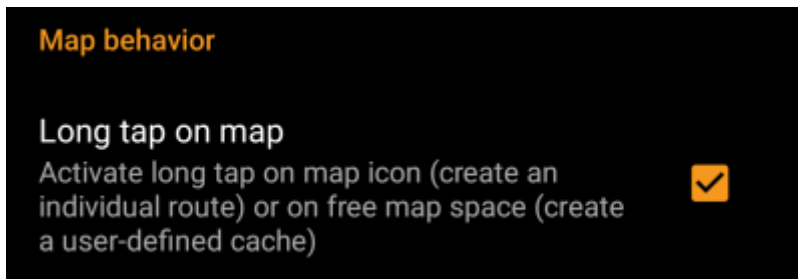 Map behavior
Long tap on map
Activate long tap on map icon (create an
individual route) or on free map space (create
a user-defined cache)